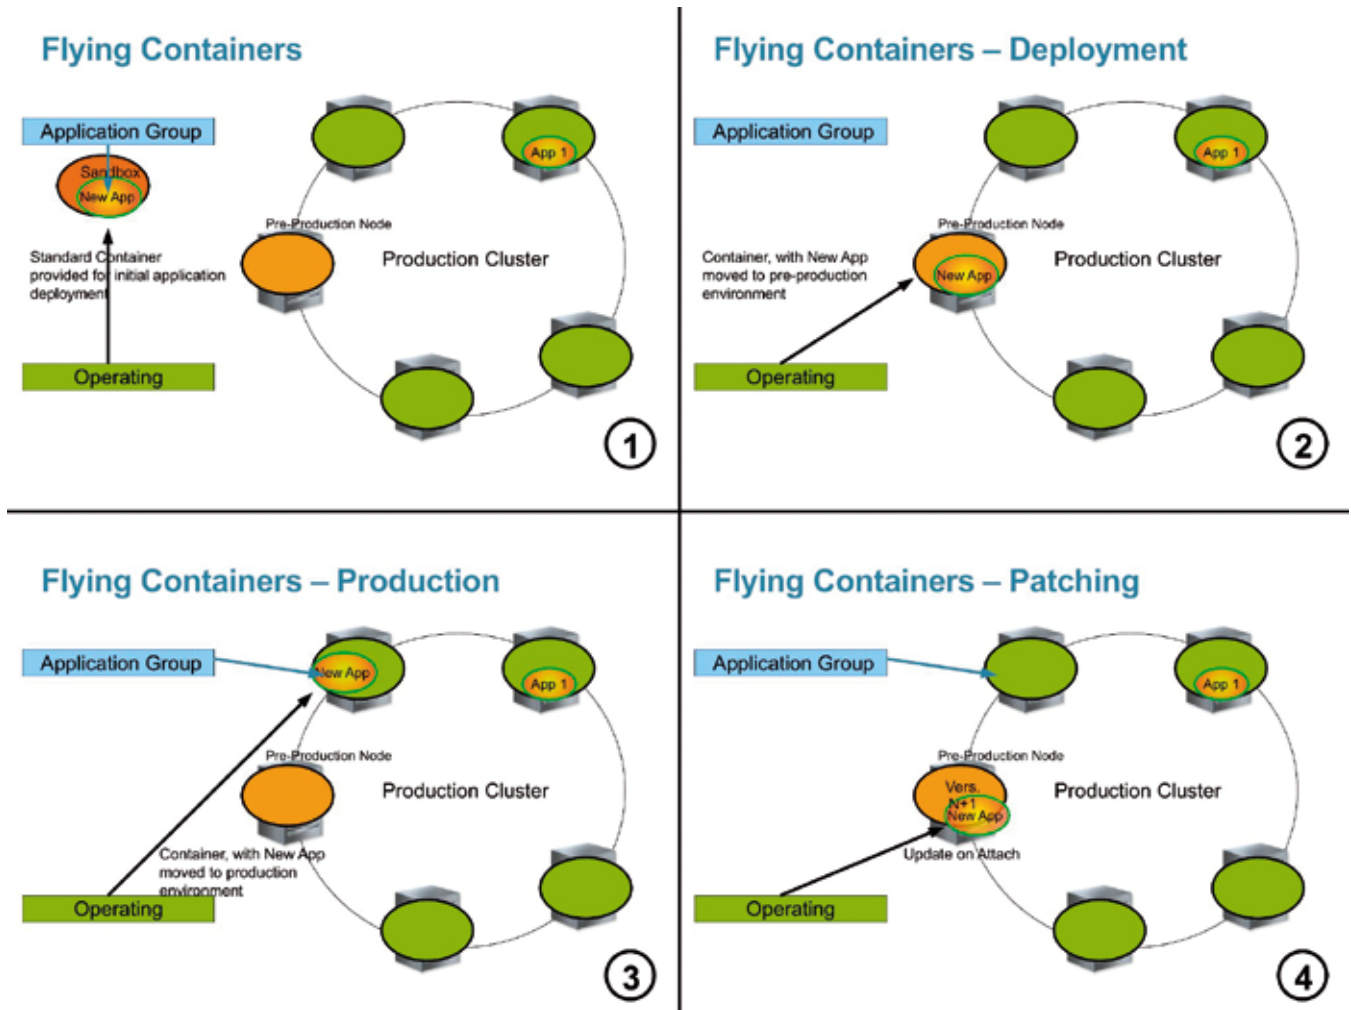 Flying Containers
Application Group
Sandbox
New App
App 1
Pre-Production Node
Standard Container
provided for initial application
deployment
Production Cluster
Operating
1
Flying Containers – Deployment
Application Group
App 1
Pre-Production Node
Container, with New App
moved to pre-production
environment
New App
Production Cluster
Operating
2
Flying Containers – Production
Application Group
New App
App 1
Pre-Production Node
Production Cluster
Container, with New App
moved to production
environment
Operating
3
Flying Containers – Patching
Application Group
App 1
Pre-Production Node
Vers.
N+1
New App
Production Cluster
Update on Attach
Operating
4